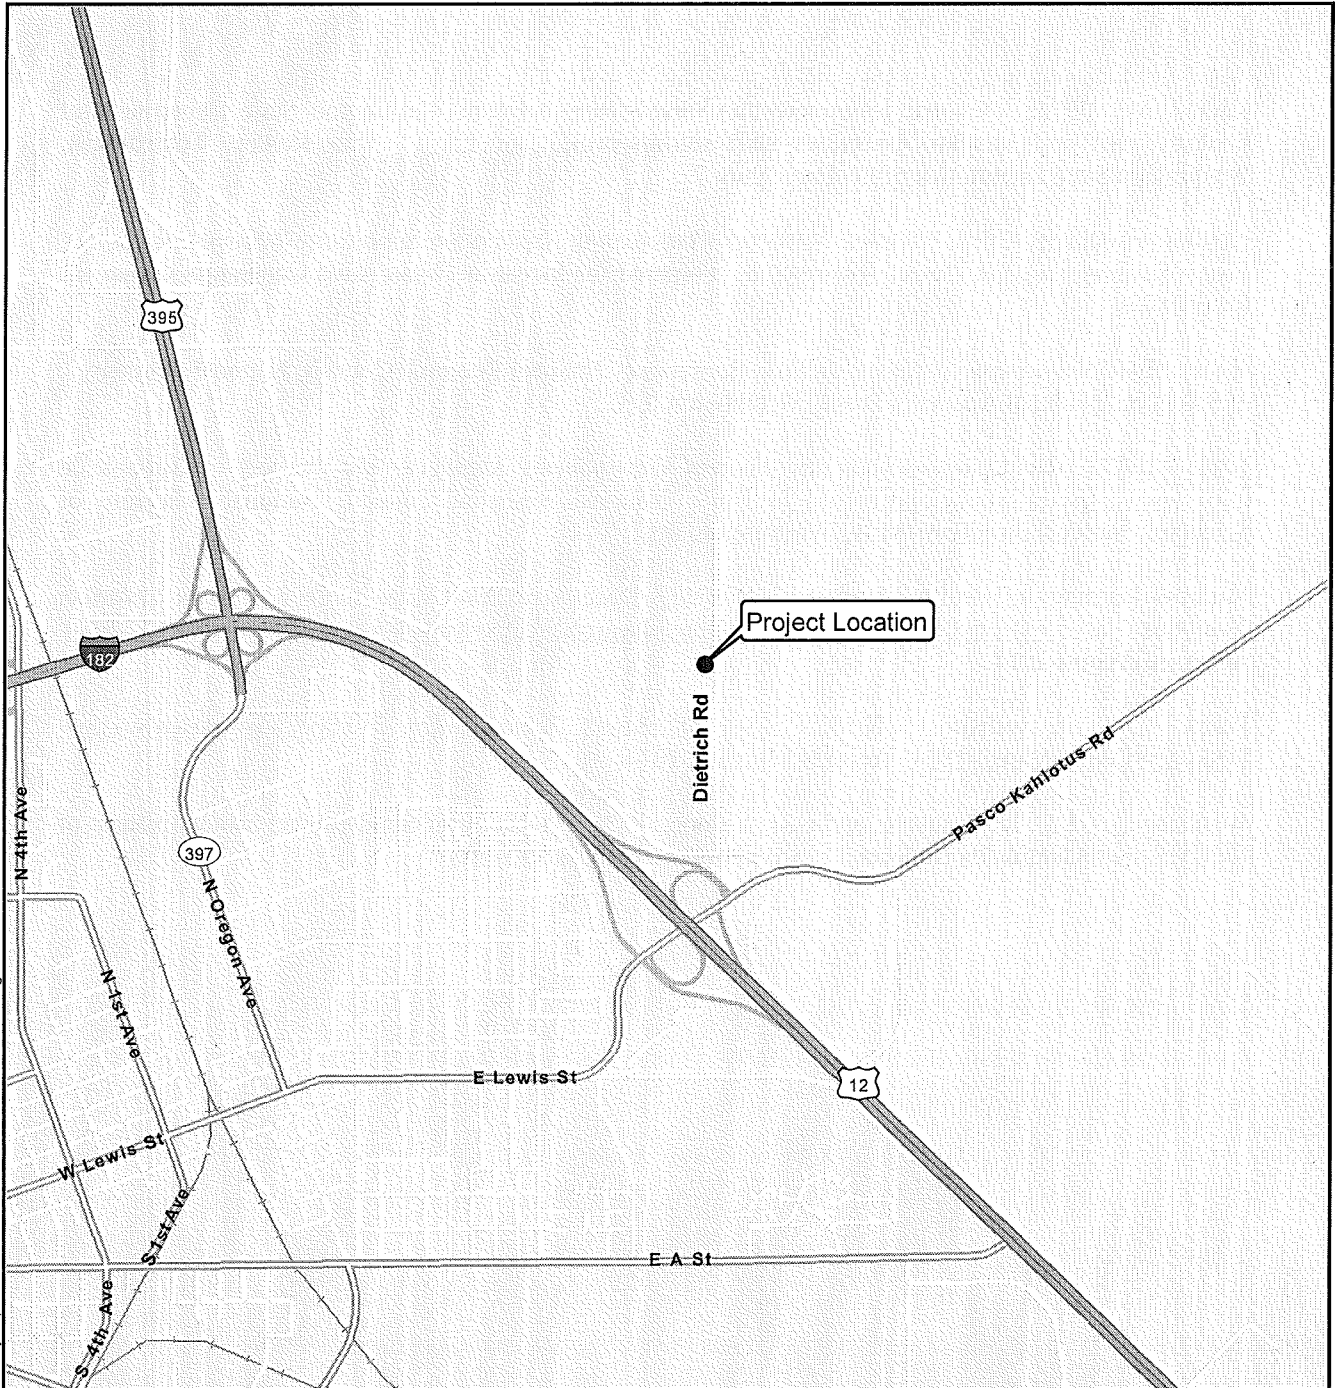 395
Project Location
182
Dietrich Rd
Pasco Kahlotus Rd
N 4th Ave
397
N Oregon Ave
N 1st Ave
E Lewis St
12
W Lewis St
S 1st Ave
E A St
S 4th Ave